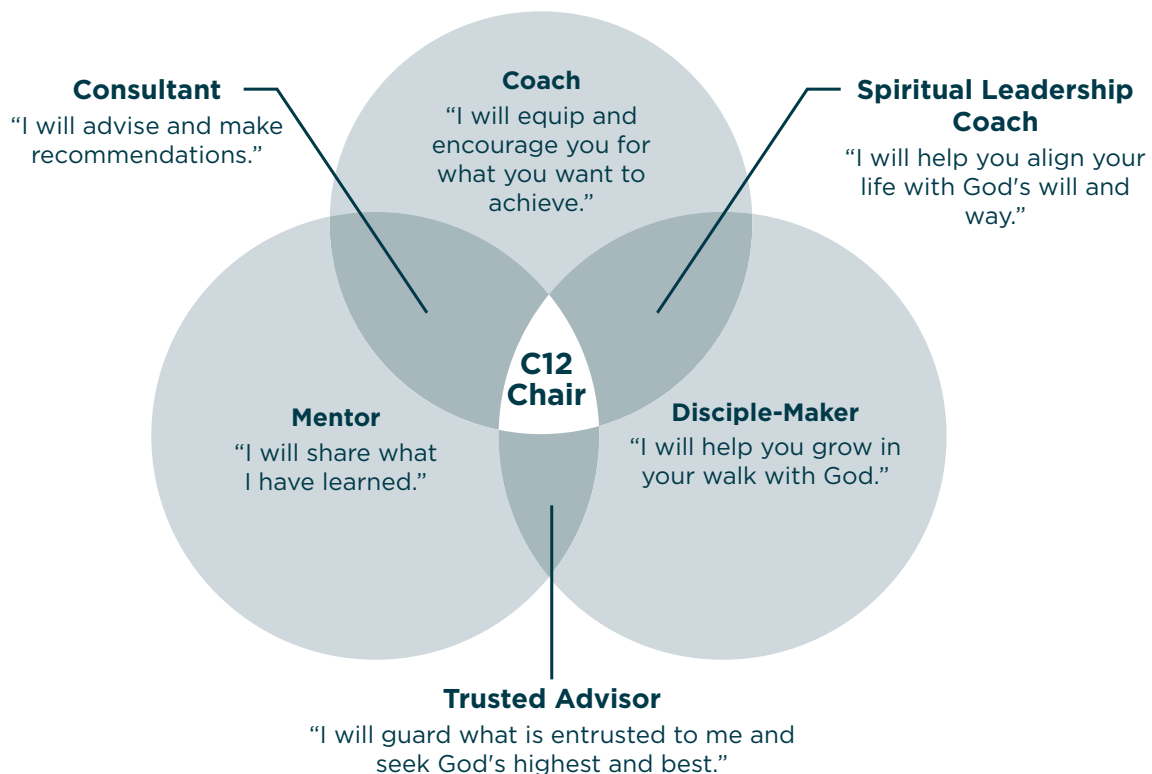 Consultant
“I will advise and make
recommendations.”
Coach
“I will equip and
encourage you for
what you want to
achieve.”
Spiritual Leadership
Coach
“I will help you align your
life with God's will and
way.”
C12
Chair
Mentor
“I will share what
I have learned.”
Disciple-Maker
“I will help you grow in
your walk with God.”
Trusted Advisor
“I will guard what is entrusted to me and
seek God's highest and best.”